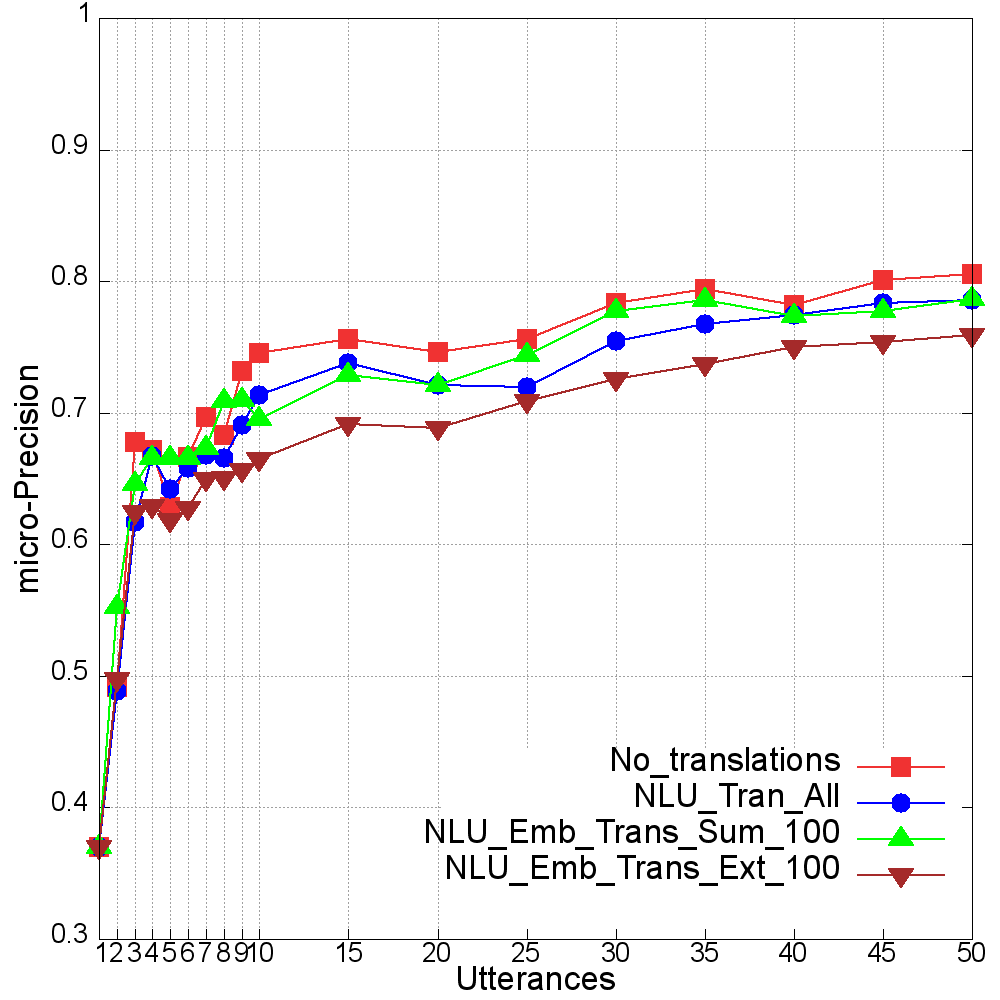 1
0.9
0.8
0.7
0.6
0.5
0.4
0.3
micro-Precision
No_translations
NLU_Tran_All
NLU_Emb_Trans_Sum_100
NLU_Emb_Trans_Ext_100
1 2 3 4 5 6 7 8 9 10 15 20 25 30 35 40 45 50
Utterances